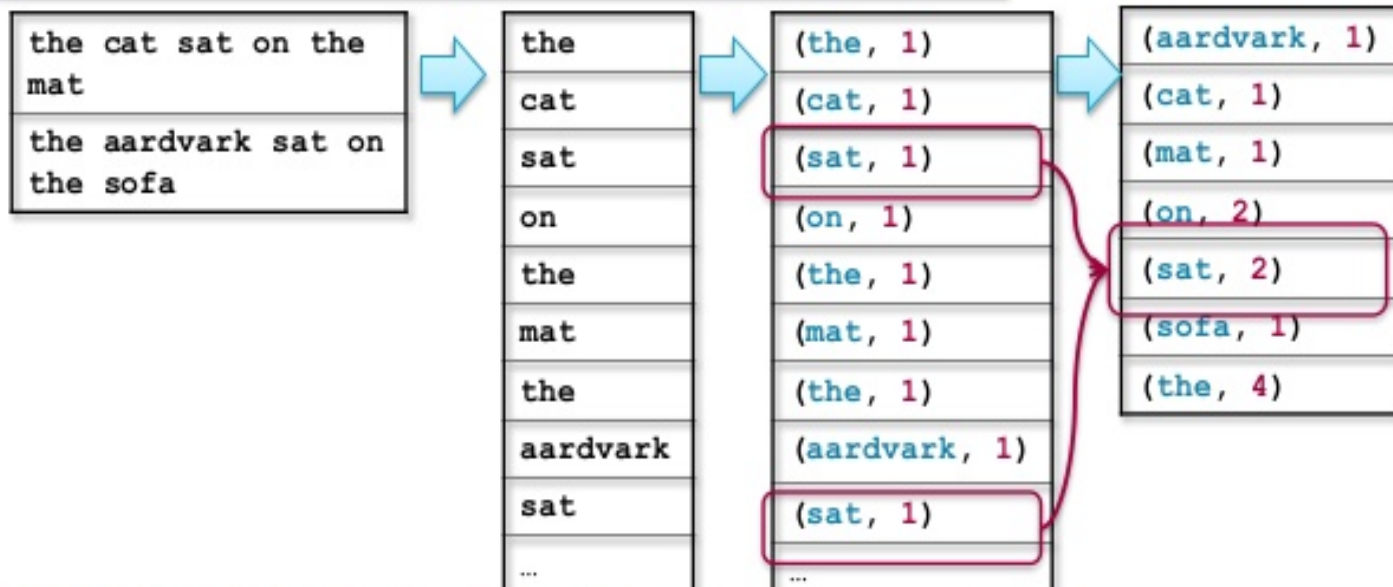 the cat sat on the
mat
the aardvark sat on
the sofa
the
cat
sat
on
the
mat
the
aardvark
sat
...
(the, 1)
(cat, 1)
(sat, 1)
(on, 1)
(the, 1)
(mat, 1)
(the, 1)
(aardvark, 1)
(sat, 1)
...
(aardvark, 1)
(cat, 1)
(mat, 1)
(on, 2)
(sat, 2)
(sofa, 1)
(the, 4)